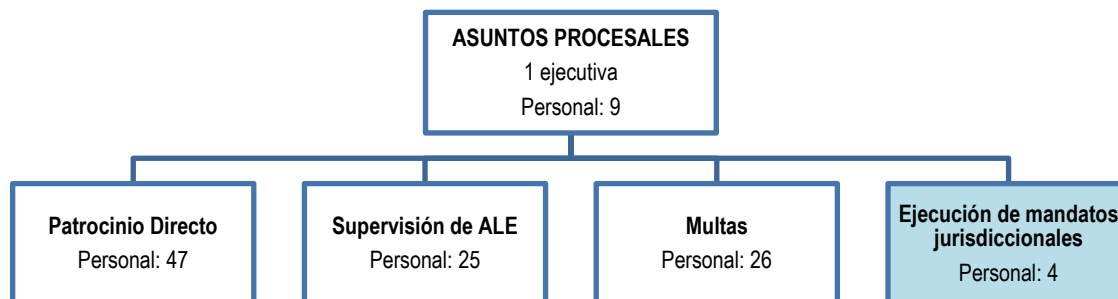 ASUNTOS PROCESALES
1 ejecutiva
Personal: 9
Patrocinio Directo
Personal: 47
Supervisión de ALE
Personal: 25
Multas
Personal: 26
Ejecución de mandatos
jurisdiccionales
Personal: 4